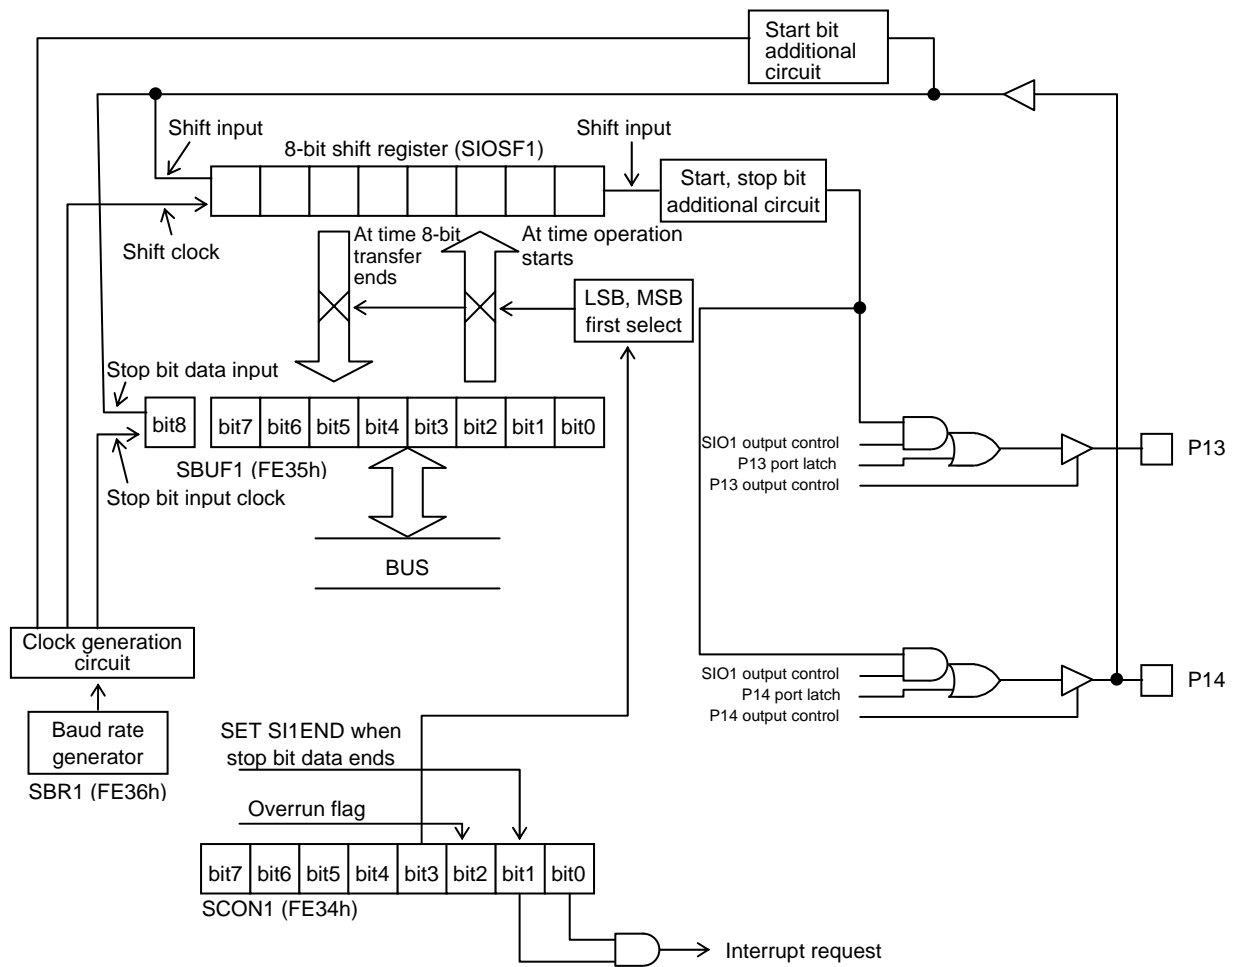 Start bit
additional
circuit
Shift input
Shift input
8-bit shift register (SIOSF1)
Start, stop bit
additional circuit
Shift clock
At time 8-bit
transfer
ends
At time operation
starts
LSB, MSB
first select
Stop bit data input
bit8
bit7
bit6
bit5
bit4
bit3
bit2
bit1
bit0
SBUF1 (FE35h)
Stop bit input clock
BUS
SIO1 output control
P13 port latch
P13 output control
P13
Clock generation
circuit
Baud rate
generator
SBR1 (FE36h)
SIO1 output control
P14 port latch
P14 output control
P14
SET SI1END when
stop bit data ends
Overrun flag
bit7
bit6
bit5
bit4
bit3
bit2
bit1
bit0
SCON1 (FE34h)
Interrupt request